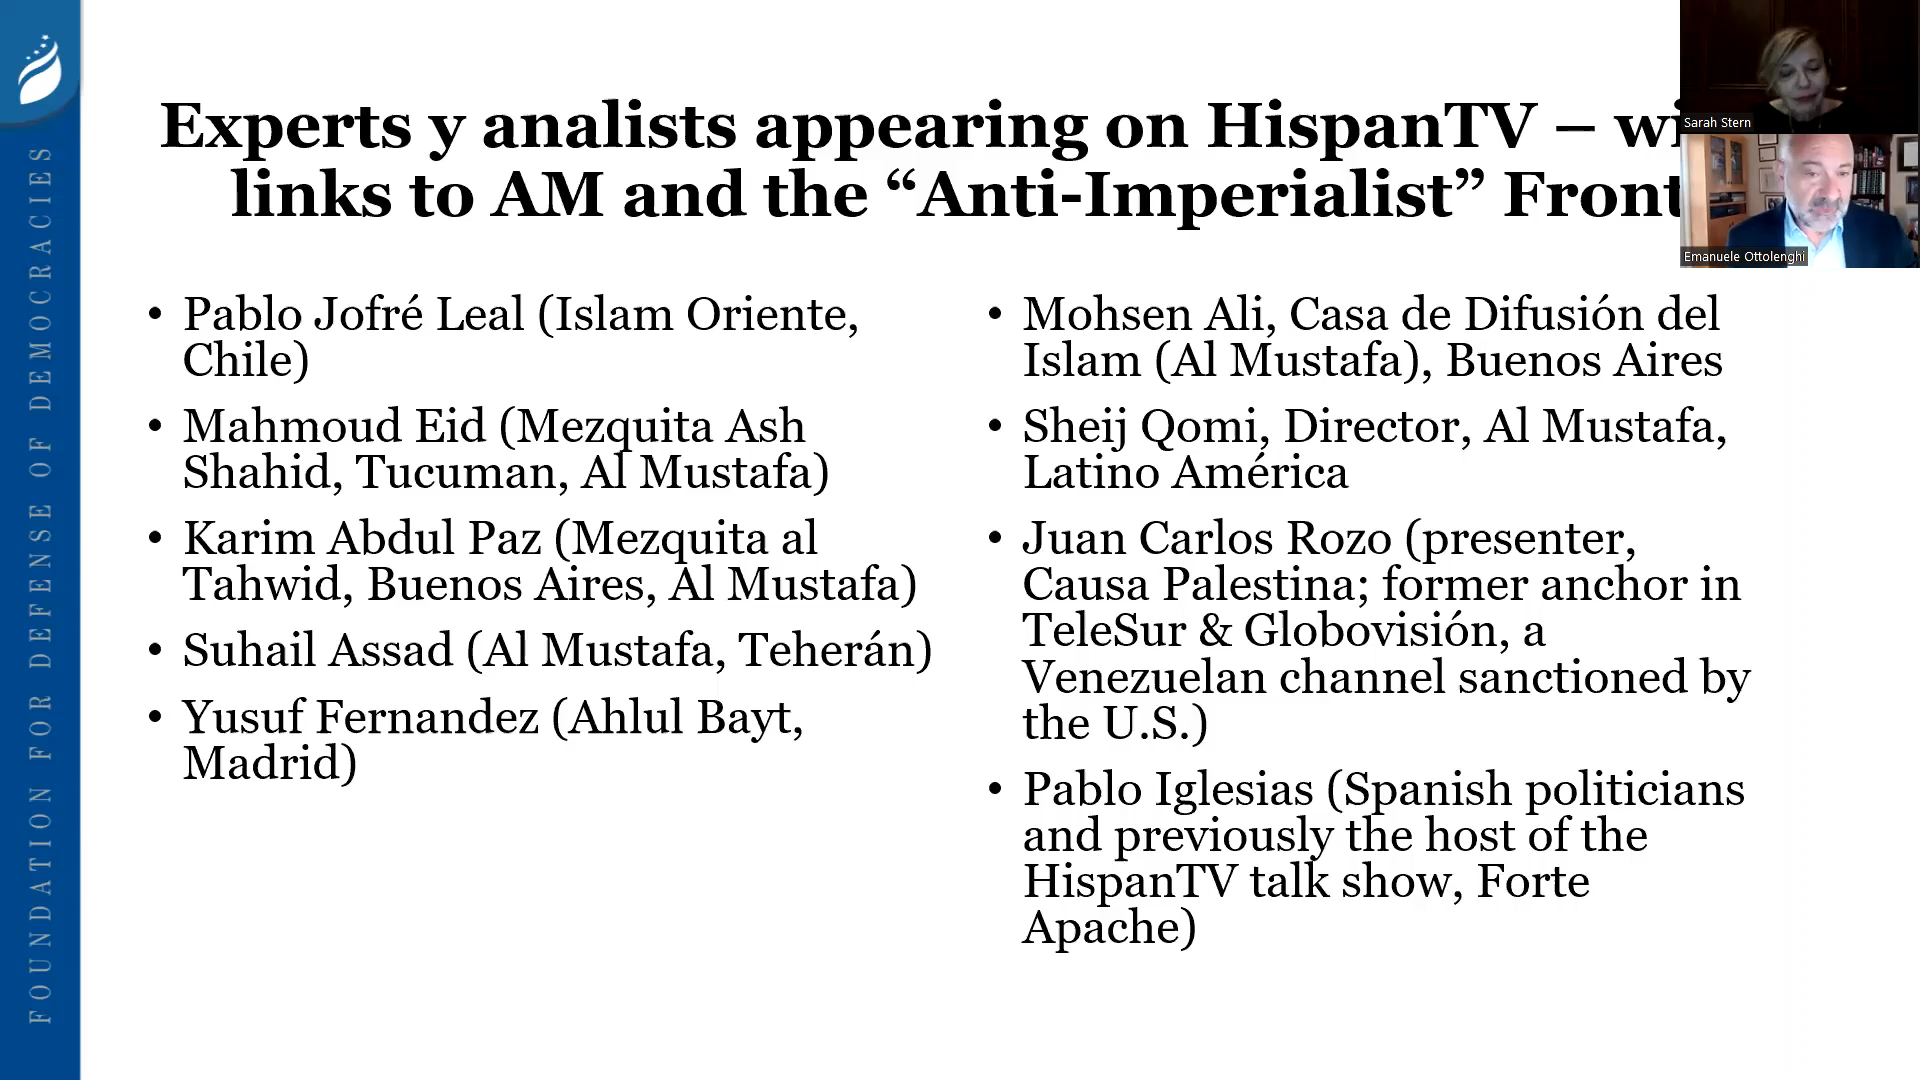 Experts y analists appearing on HispanTV – wi
links to AM and the “Anti-Imperialist” Front
• Pablo Jofré Leal (Islam Oriente,
Chile)
• Mahmoud Eid (Mezquita Ash
Shahid, Tucuman, Al Mustafa)
• Karim Abdul Paz (Mezquita al
Tahwid, Buenos Aires, Al Mustafa)
• Suhail Assad (Al Mustafa, Teherán)
• Yusuf Fernandez (Ahlul Bayt,
Madrid)
• Mohsen Ali, Casa de Difusión del
Islam (Al Mustafa), Buenos Aires
• Sheij Qomi, Director, Al Mustafa,
Latino América
• Juan Carlos Rozo (presenter,
Causa Palestina; former anchor in
TeleSur & Globovisión, a
Venezuelan channel sanctioned by
the U.S.)
• Pablo Iglesias (Spanish politicians
and previously the host of the
HispanTV talk show, Forte
Apache)
FOUNDATION FOR DEFENSE OF DEMOCRACIES
Sarah Stern
Emanuele Ottolenghi